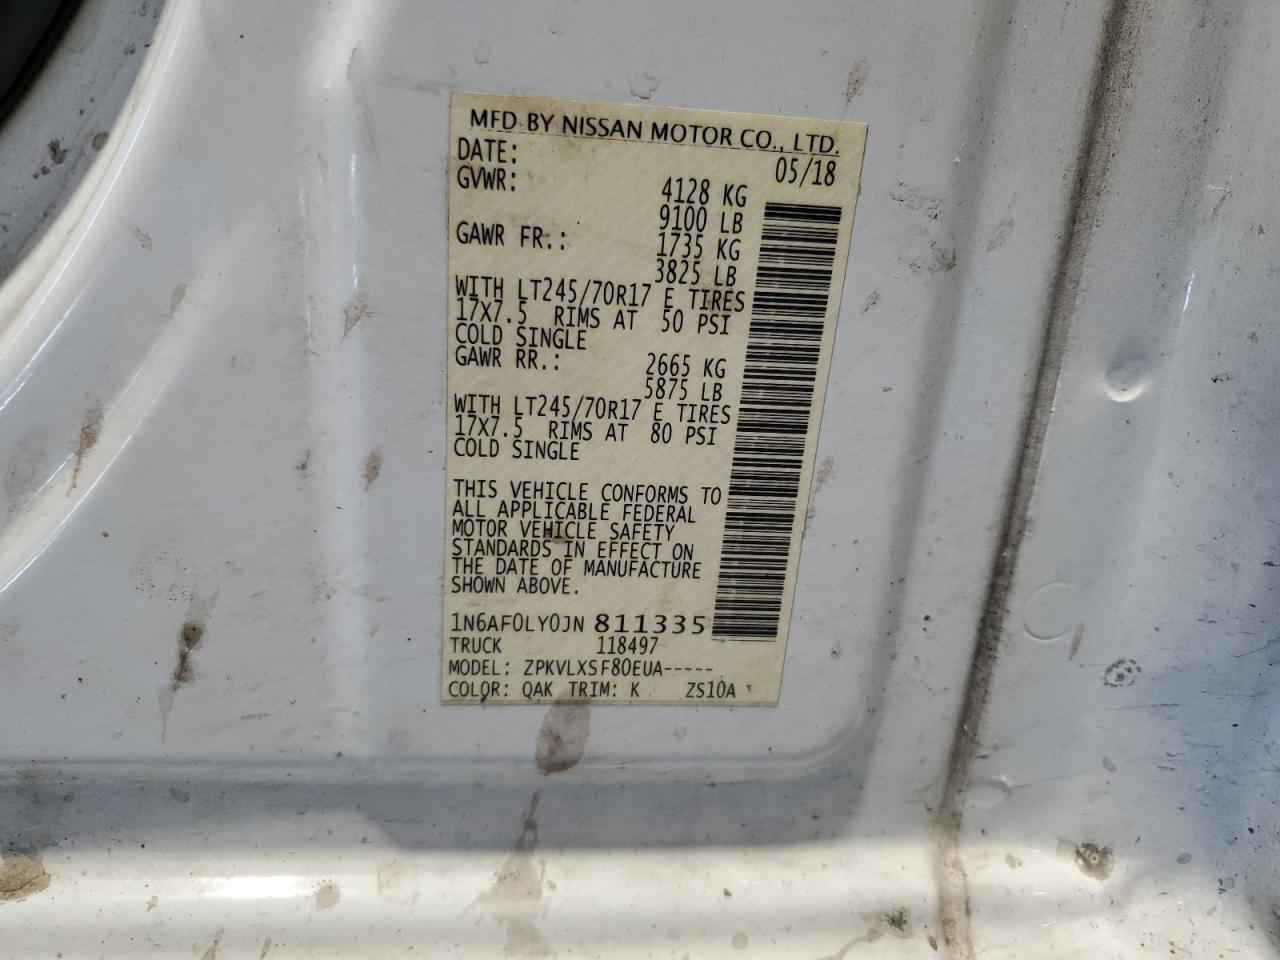 MFD BY NISSAN MOTOR CO., LTD.
DATE: 05/18
GVWR: 4128 KG
9100 LB
GAWR FR.: 1735 KG
3825 LB
WITH LT245/70R17 E TIRES
17X7.5 RIMS AT 50 PSI
COLD SINGLE
GAWR RR.: 2665 KG
5875 LB
WITH LT245/70R17 E TIRES
17X7.5 RIMS AT 80 PSI
COLD SINGLE
THIS VEHICLE CONFORMS TO
ALL APPLICABLE FEDERAL
MOTOR VEHICLE SAFETY
STANDARDS IN EFFECT ON
THE DATE OF MANUFACTURE
SHOWN ABOVE.
1N6AF0LY0JN 811335
TRUCK 118497
MODEL: ZPKVLXSF80EUA-----
COLOR: QAK TRIM: K ZS10A